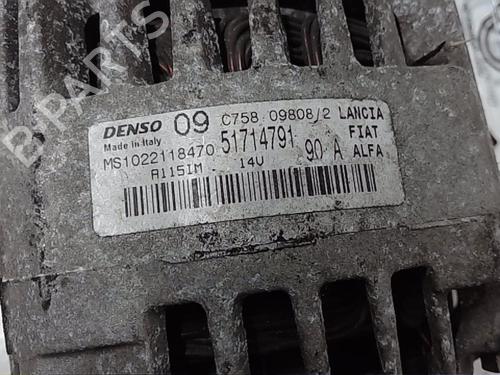 DENSO 09 C758 09808/2 LANCIA
Made in Italy 51714791 FIAT
MS1022118470 90 A ALFA
A115IM - 14V
B-PARTS